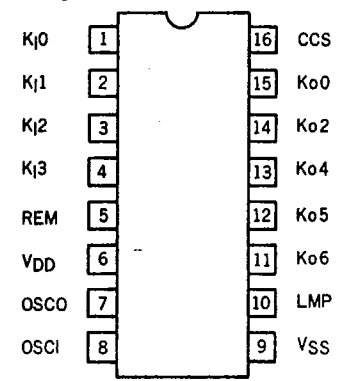 KI0 1 16 CCS
KI1 2 15 Ko0
KI2 3 14 Ko2
KI3 4 13 Ko4
REM 5 12 Ko5
VDD 6 11 Ko6
OSCO 7 10 LMP
OSCI 8 9 VSS